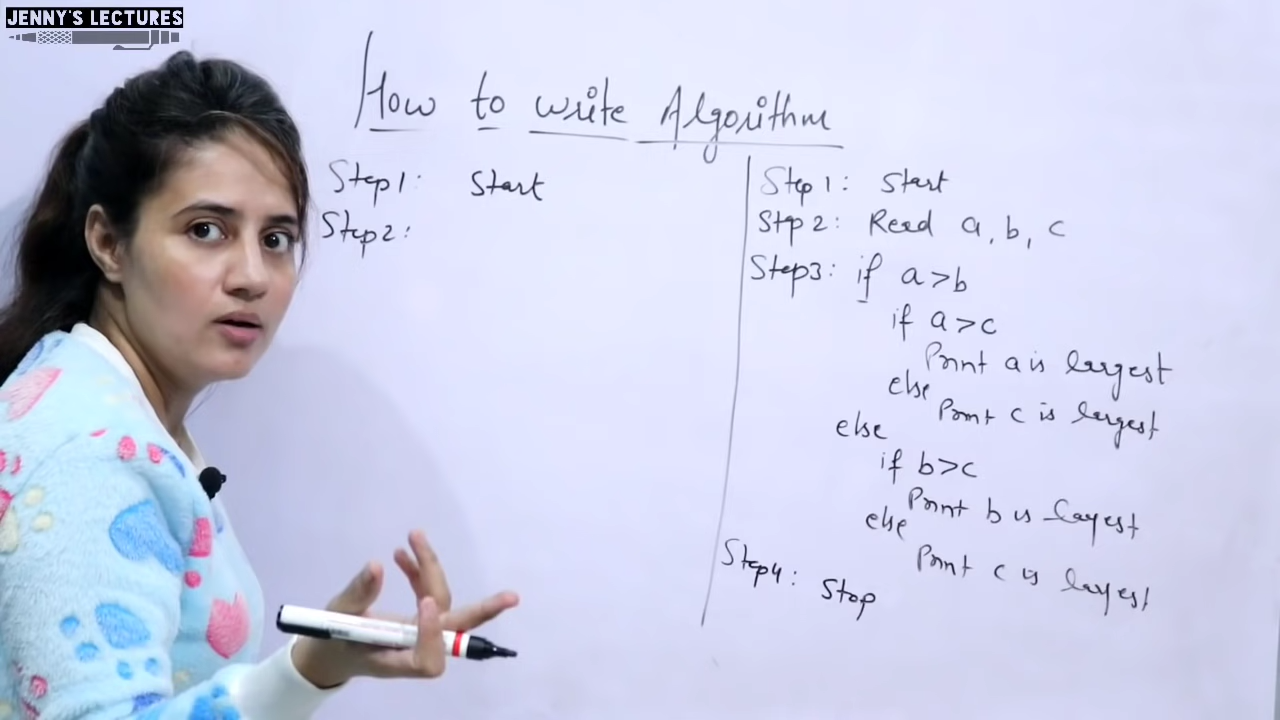 JENNY'S LECTURES
How to write Algorithm
Step1: Start
Step2:
Step 1: Start
Stp 2: Read a, b, c
Step3: if a>b
if a>c
Print a is largest
else
Print c is largest
else
if b>c
Print b is largest
else
Print c is largest
Step4: Stop